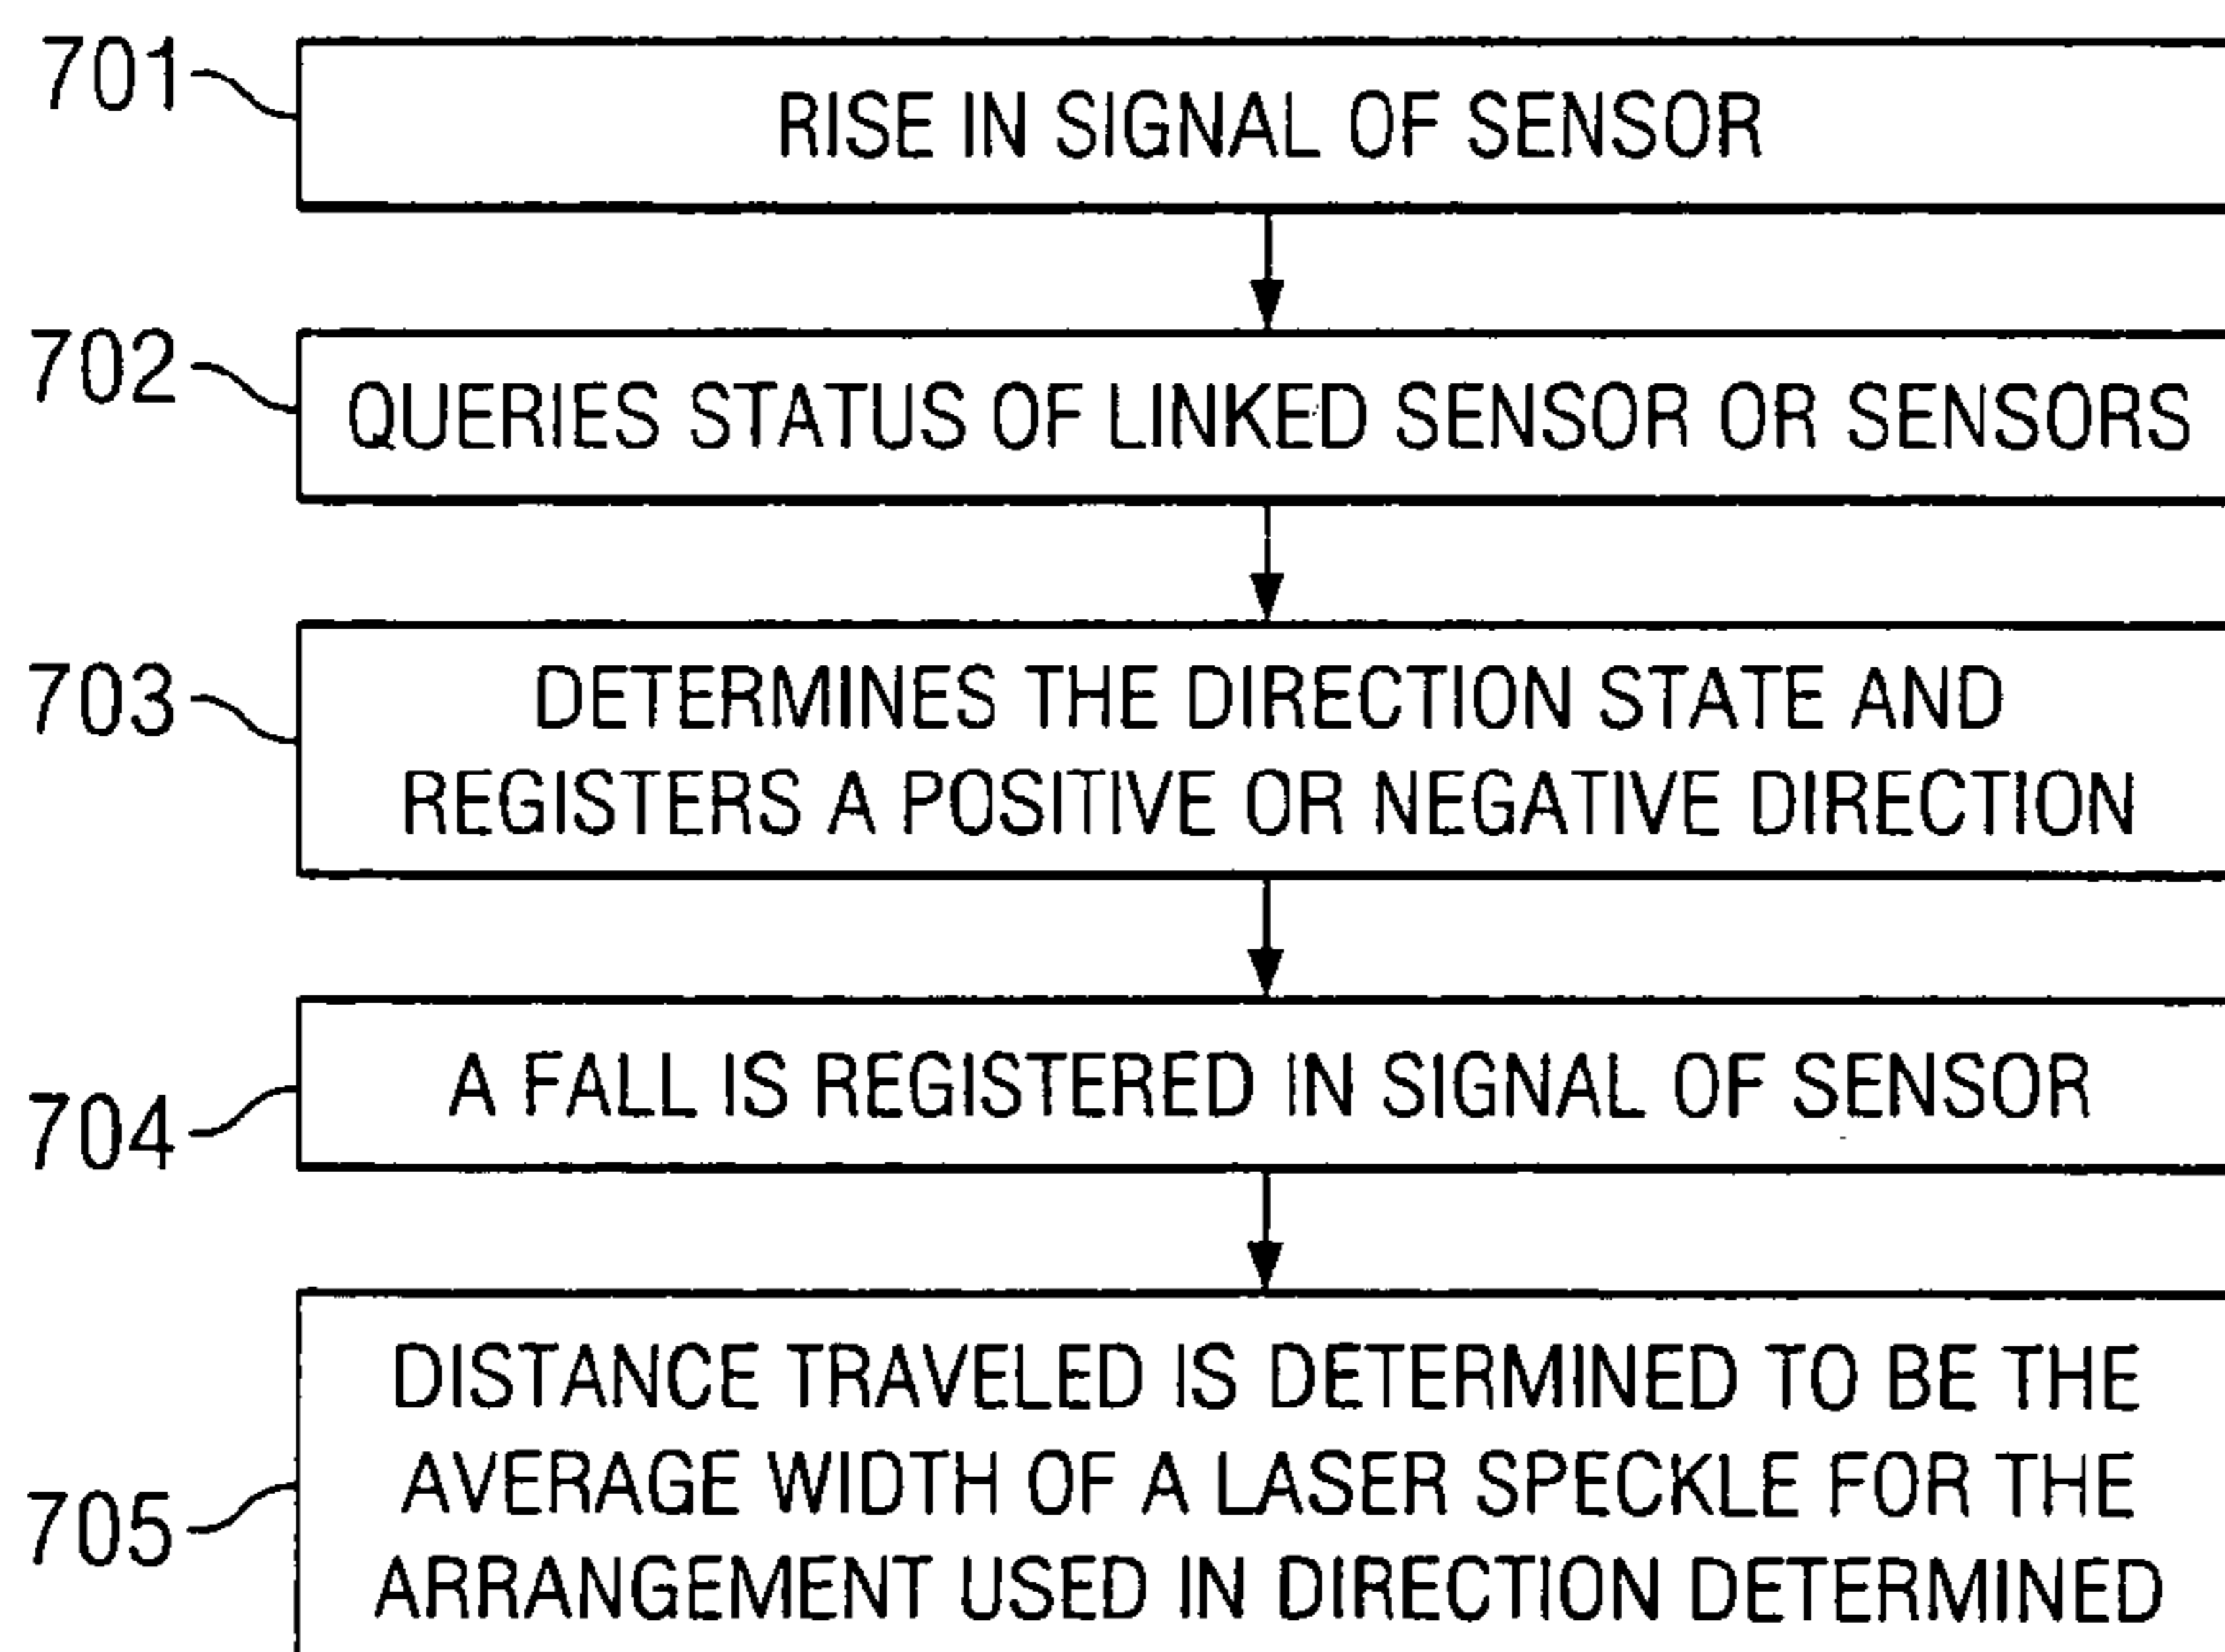 701
RISE IN SIGNAL OF SENSOR
702
QUERIES STATUS OF LINKED SENSOR OR SENSORS
703
DETERMINES THE DIRECTION STATE AND
REGISTERS A POSITIVE OR NEGATIVE DIRECTION
704
A FALL IS REGISTERED IN SIGNAL OF SENSOR
705
DISTANCE TRAVELED IS DETERMINED TO BE THE
AVERAGE WIDTH OF A LASER SPECKLE FOR THE
ARRANGEMENT USED IN DIRECTION DETERMINED